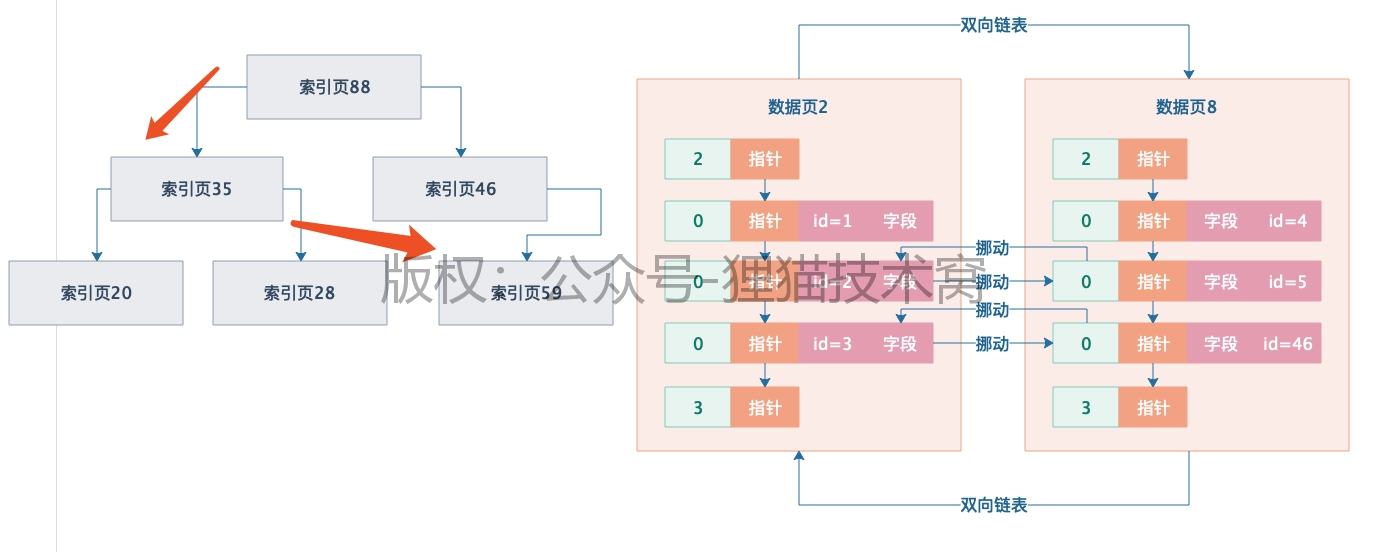 索引页88
索引页35
索引页46
索引页20
索引页28
索引页59
双向链表
数据页2
2 指针
0 指针 id=1 字段
0 指针 id=2 字段
0 指针 id=3 字段
3 指针
挪动
挪动
挪动
挪动
数据页8
2 指针
0 指针 字段 id=4
0 指针 字段 id=5
0 指针 字段 id=46
3 指针
双向链表
版权：公众号-狸猫技术窝